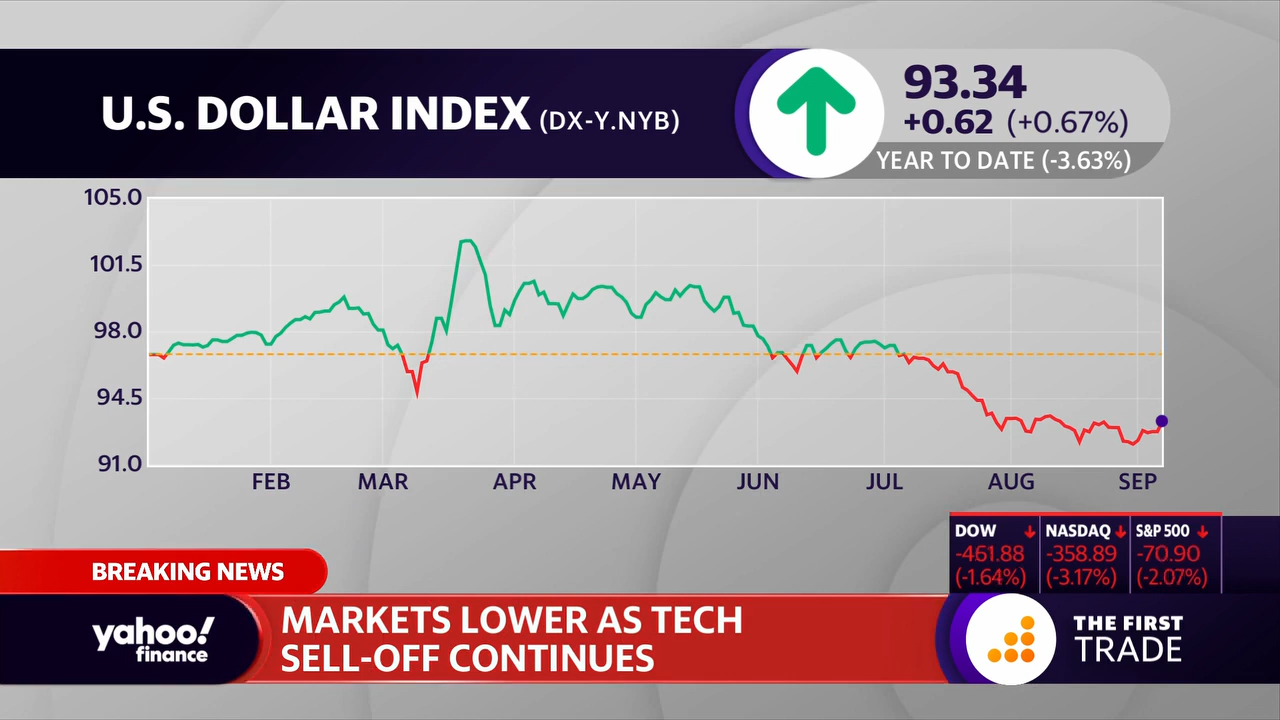 U.S. DOLLAR INDEX (DX-Y.NYB)
93.34
+0.62 (+0.67%)
YEAR TO DATE (-3.63%)
105.0
101.5
98.0
94.5
91.0
FEB MAR APR MAY JUN JUL AUG SEP
DOW NASDAQ S&P 500
-461.88 -358.89 -70.90
(-1.64%) (-3.17%) (-2.07%)
BREAKING NEWS
yahoo!
finance
MARKETS LOWER AS TECH
SELL-OFF CONTINUES
THE FIRST
TRADE